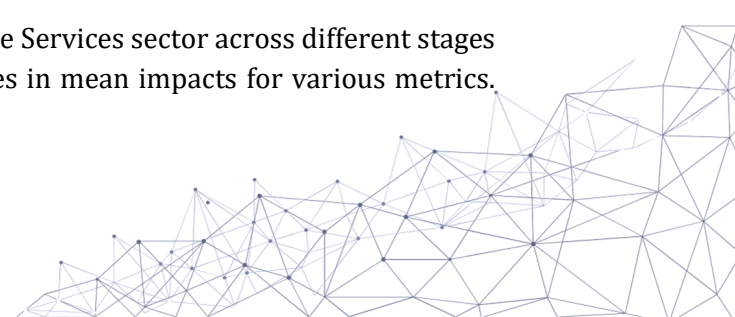 e Services sector across different stages
es in mean impacts for various metrics.